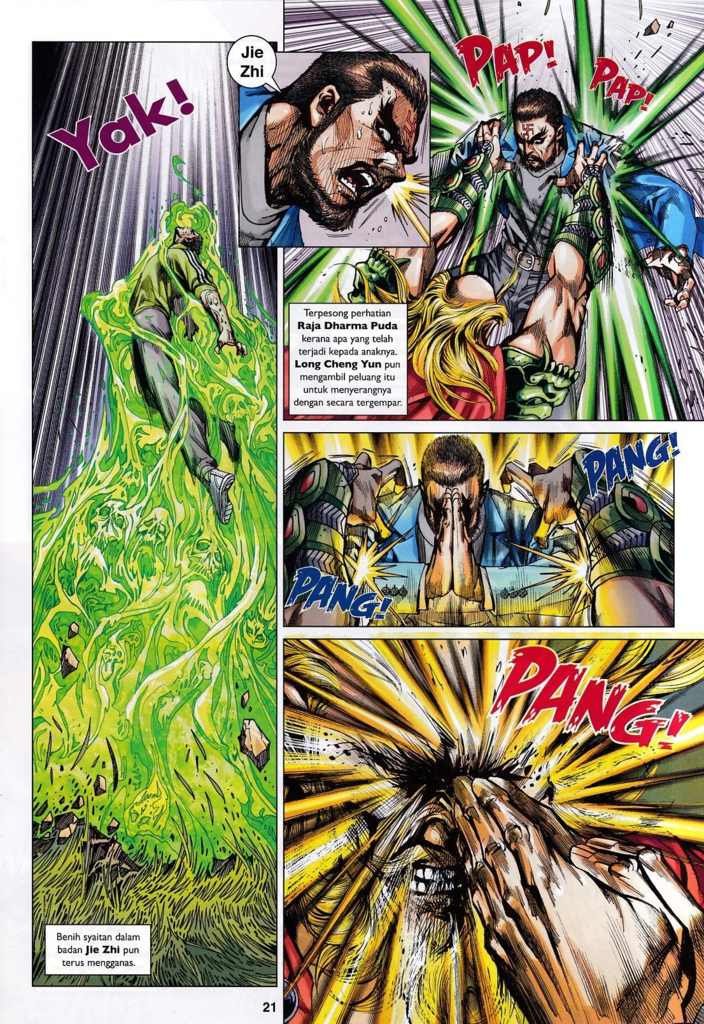 Yak!
Jie
Zhi
PAP!
PAP!
Terpesong perhatian
Raja Dharma Puda
kerana apa yang telah
terjadi kepada anaknya.
Long Cheng Yun pun
mengambil peluang itu
untuk menyerangnya
dengan secara tergempar.
PANG!
PANG!
PANG!
Benih syaitan dalam
badan Jie Zhi pun
terus mengganas.
21